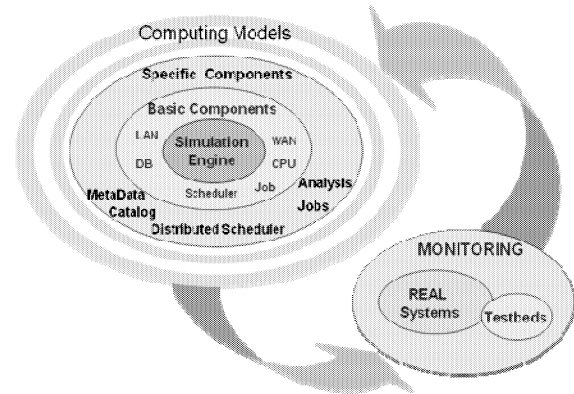 Computing Models
Specific Components
Basic Components
LAN
WAN
Simulation
Engine
DB
CPU
Scheduler
Job
Analysis
Jobs
MetaData
Catalog
Distributed Scheduler
MONITORING
REAL
Systems
Testbeds